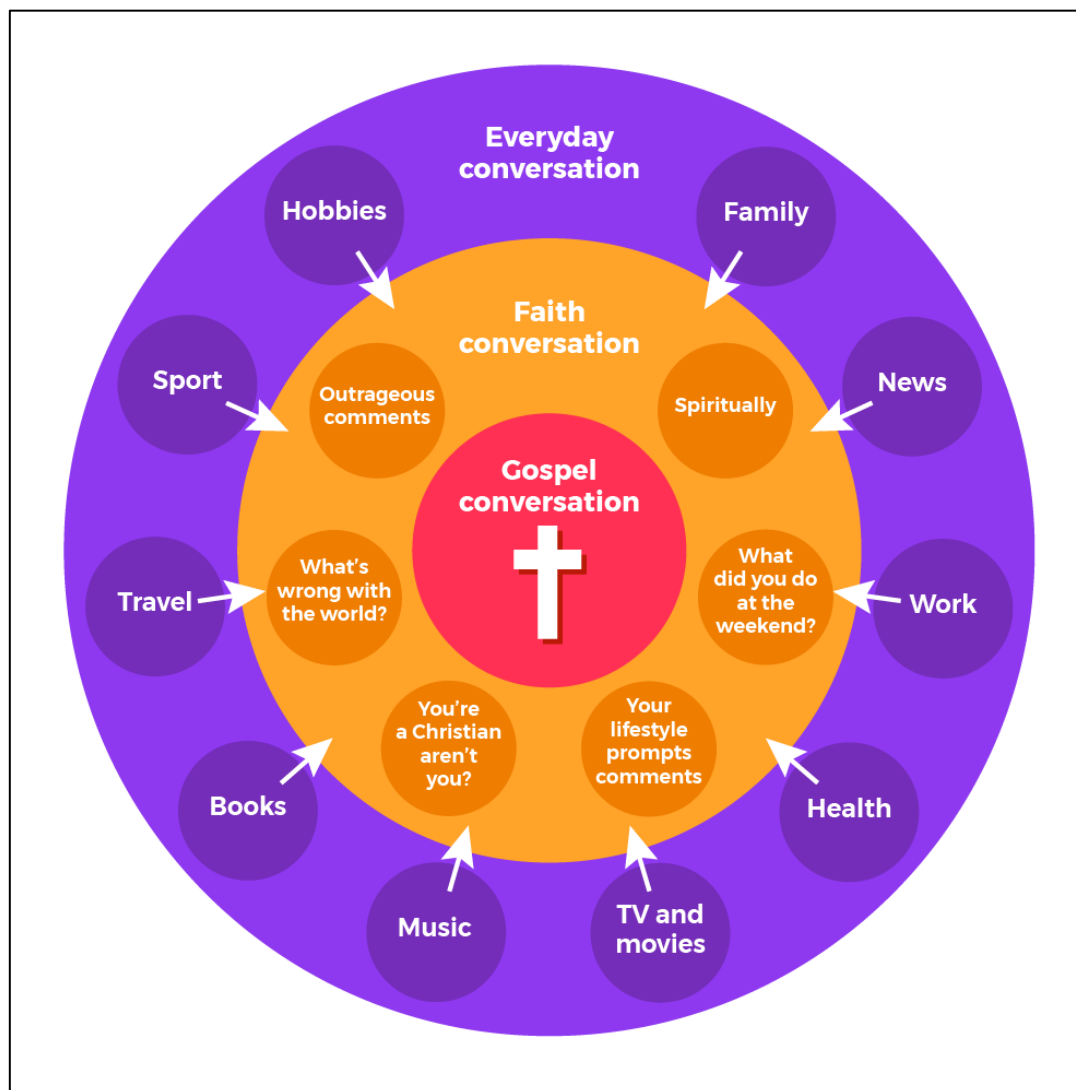 Everyday
conversation
Hobbies
Family
Faith
conversation
Sport
News
Outrageous
comments
Spiritually
Gospel
conversation
What's
wrong with
the world?
What
did you do
at the
weekend?
Travel
Work
You're
a Christian
aren't
you?
Your
lifestyle
prompts
comments
Books
Health
Music
TV and
movies